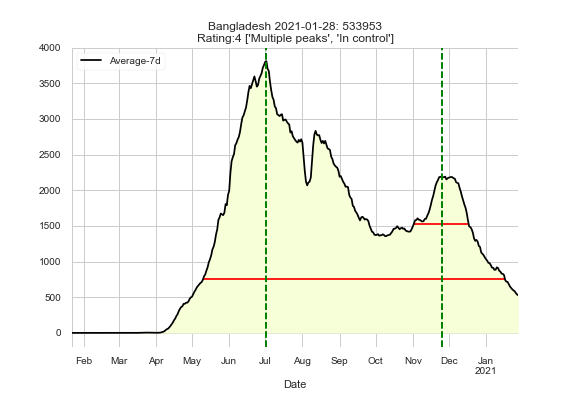 Bangladesh 2021-01-28: 533953
Rating:4 ['Multiple peaks', 'In control']
4000
Average-7d
3500
3000
2500
2000
1500
1000
500
0
Feb Mar Apr May Jun Jul Aug Sep Oct Nov Dec Jan
2021
Date